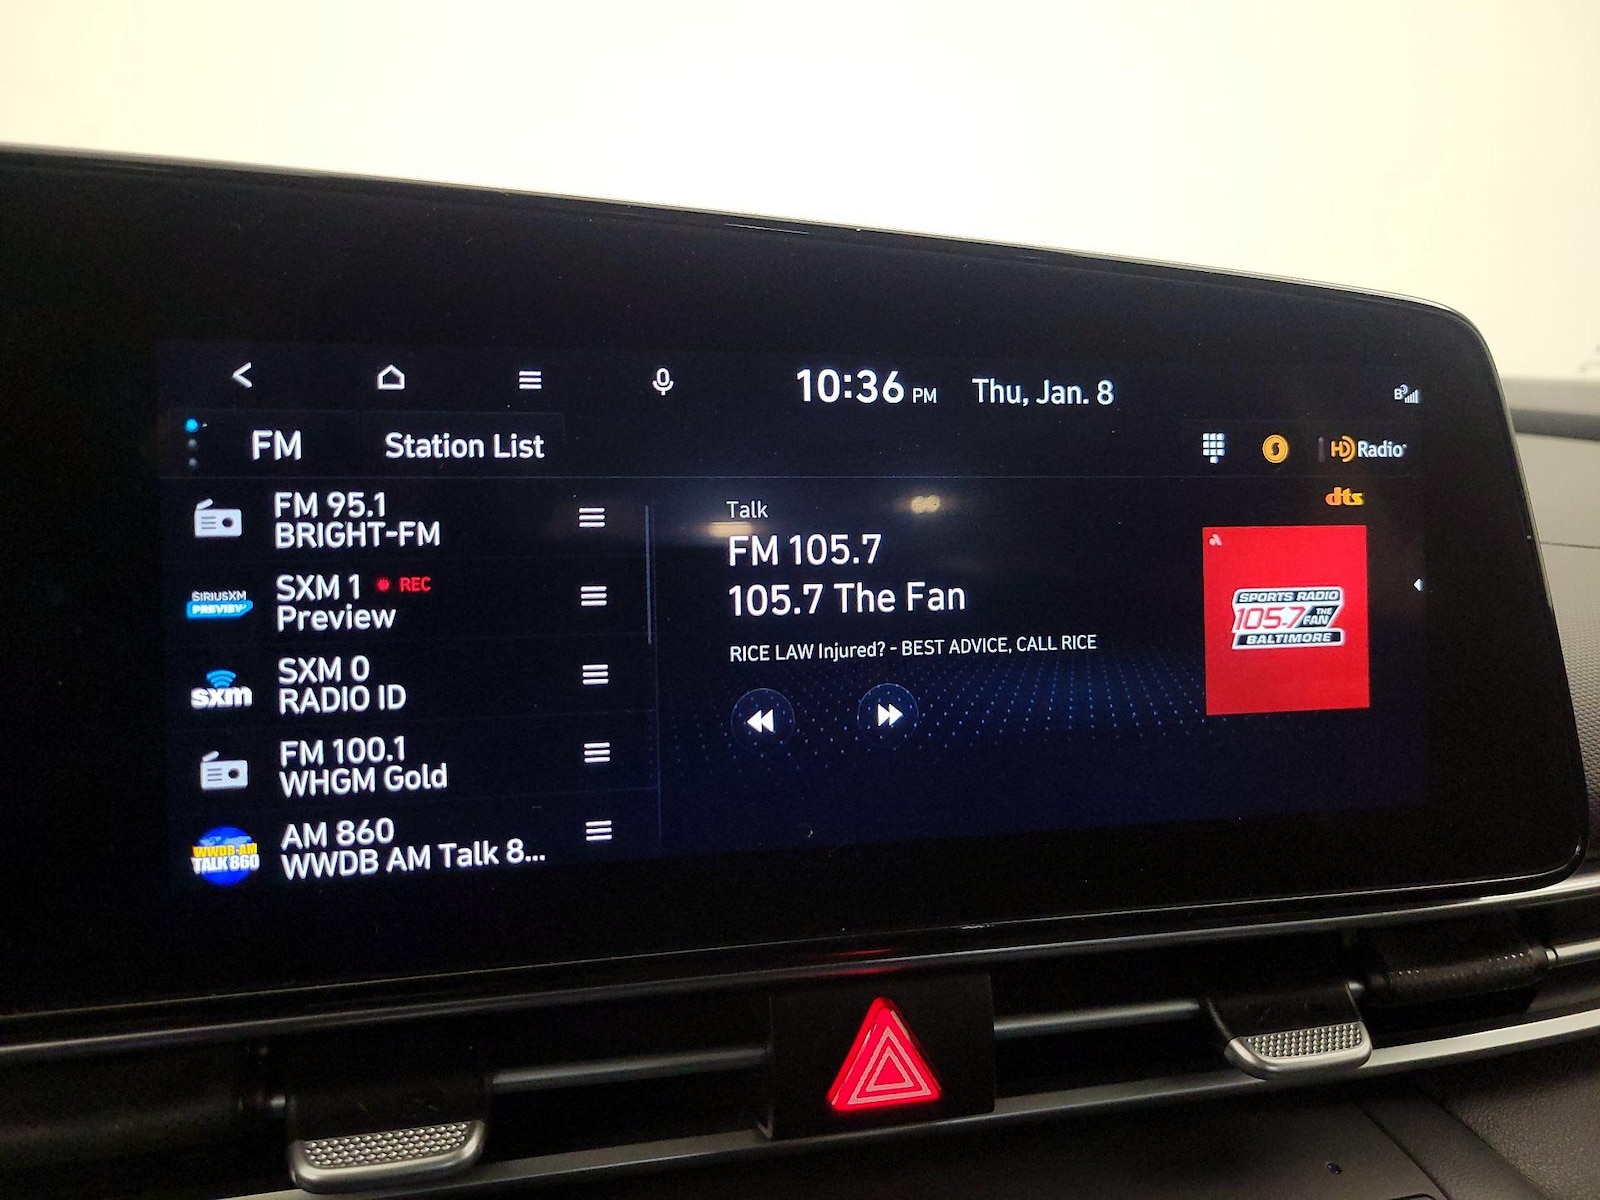 10:36 PM Thu, Jan. 8
FM
Station List
HD Radio
FM 95.1
BRIGHT-FM
SIRIUSXM
PREVIEW
SXM 1 REC
Preview
sxm
SXM 0
RADIO ID
FM 100.1
WHGM Gold
WWDB-AM
TALK 860
AM 860
WWDB AM Talk 8...
Talk
FM 105.7
105.7 The Fan
RICE LAW Injured? - BEST ADVICE, CALL RICE
dts
SPORTS RADIO
105.7 THE FAN
BALTIMORE